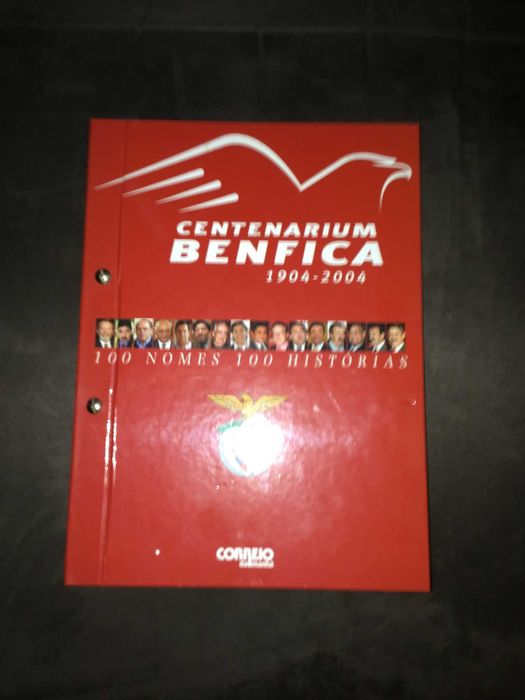 CENTENARIUM
BENFICA
1904-2004
100 NOMES 100 HISTÓRIAS
CORREIO